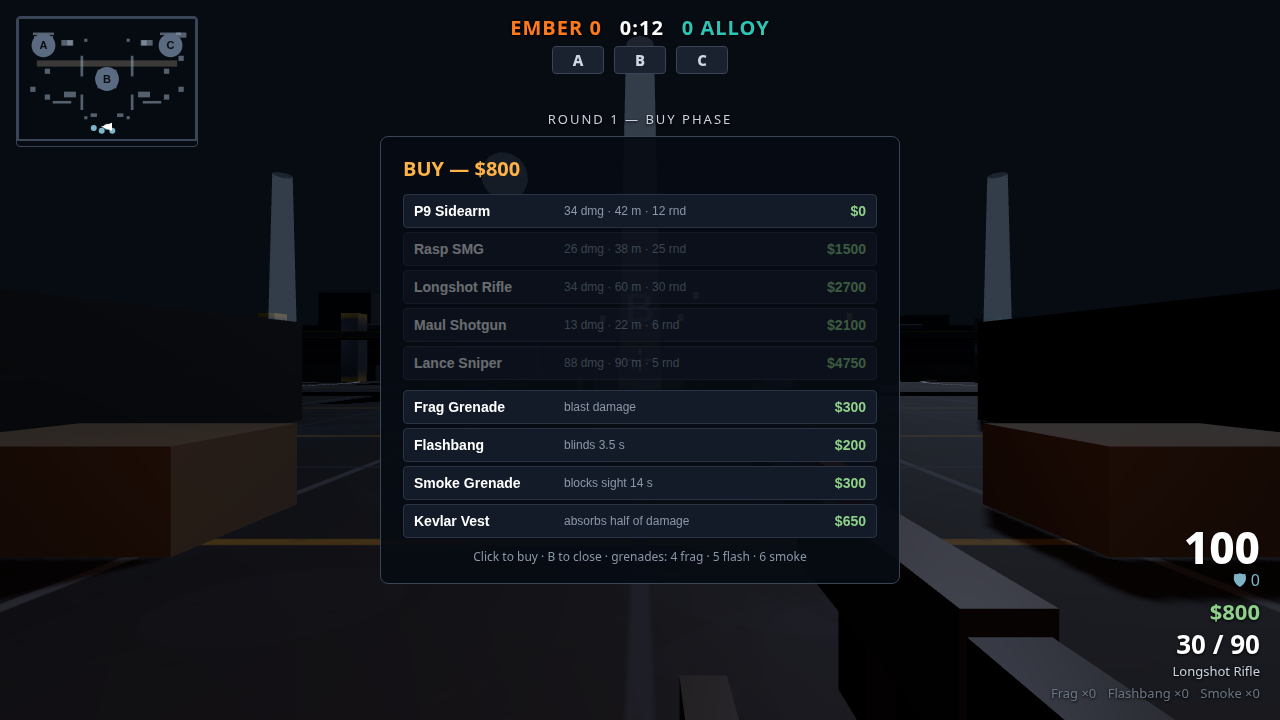 EMBER 0 0:12 0 ALLOY
A B C
A
C
B
ROUND 1 — BUY PHASE
BUY — $800
P9 Sidearm 34 dmg · 42 m · 12 rnd $0
Rasp SMG 26 dmg · 38 m · 25 rnd $1500
Longshot Rifle 34 dmg · 60 m · 30 rnd $2700
Maul Shotgun 13 dmg · 22 m · 6 rnd $2100
Lance Sniper 88 dmg · 90 m · 5 rnd $4750
Frag Grenade blast damage $300
Flashbang blinds 3.5 s $200
Smoke Grenade blocks sight 14 s $300
Kevlar Vest absorbs half of damage $650
Click to buy · B to close · grenades: 4 frag · 5 flash · 6 smoke
100
0
$800
30 / 90
Longshot Rifle
Frag ×0 Flashbang ×0 Smoke ×0